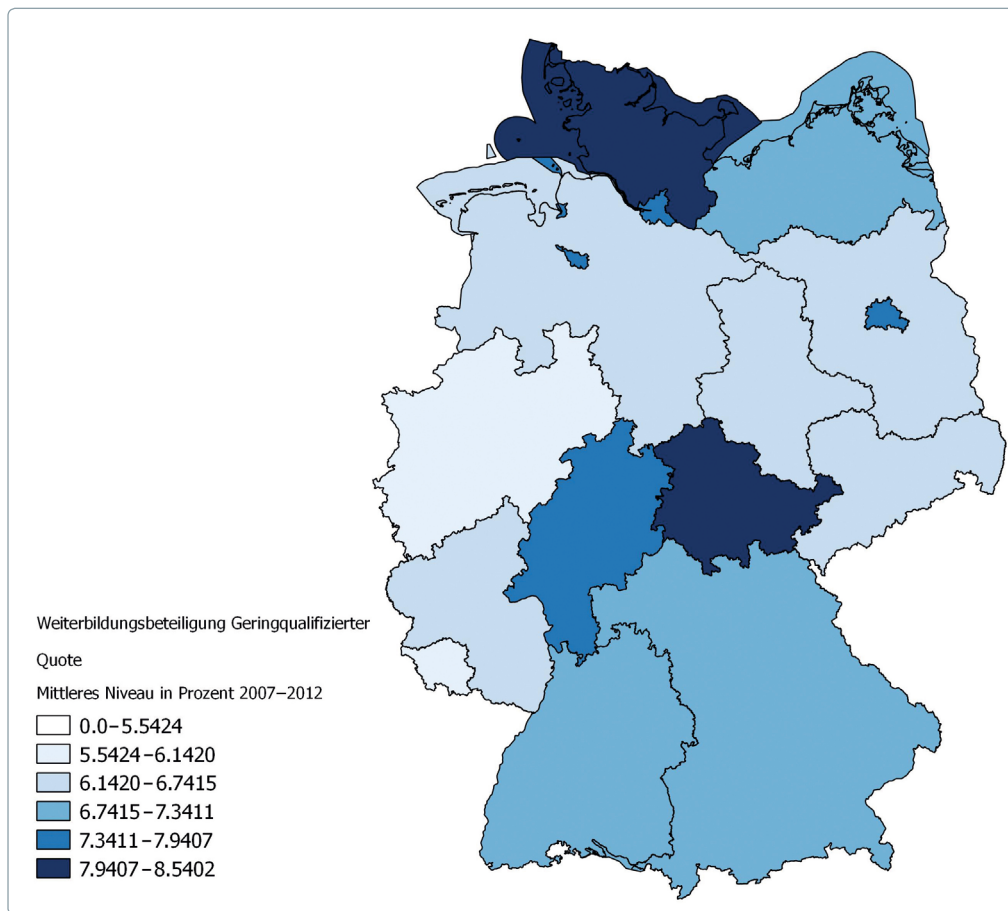 Weiterbildungsbeteiligung Geringqualifizierter
Quote
Mittleres Niveau in Prozent 2007–2012
0.0–5.5424
5.5424–6.1420
6.1420–6.7415
6.7415–7.3411
7.3411–7.9407
7.9407–8.5402